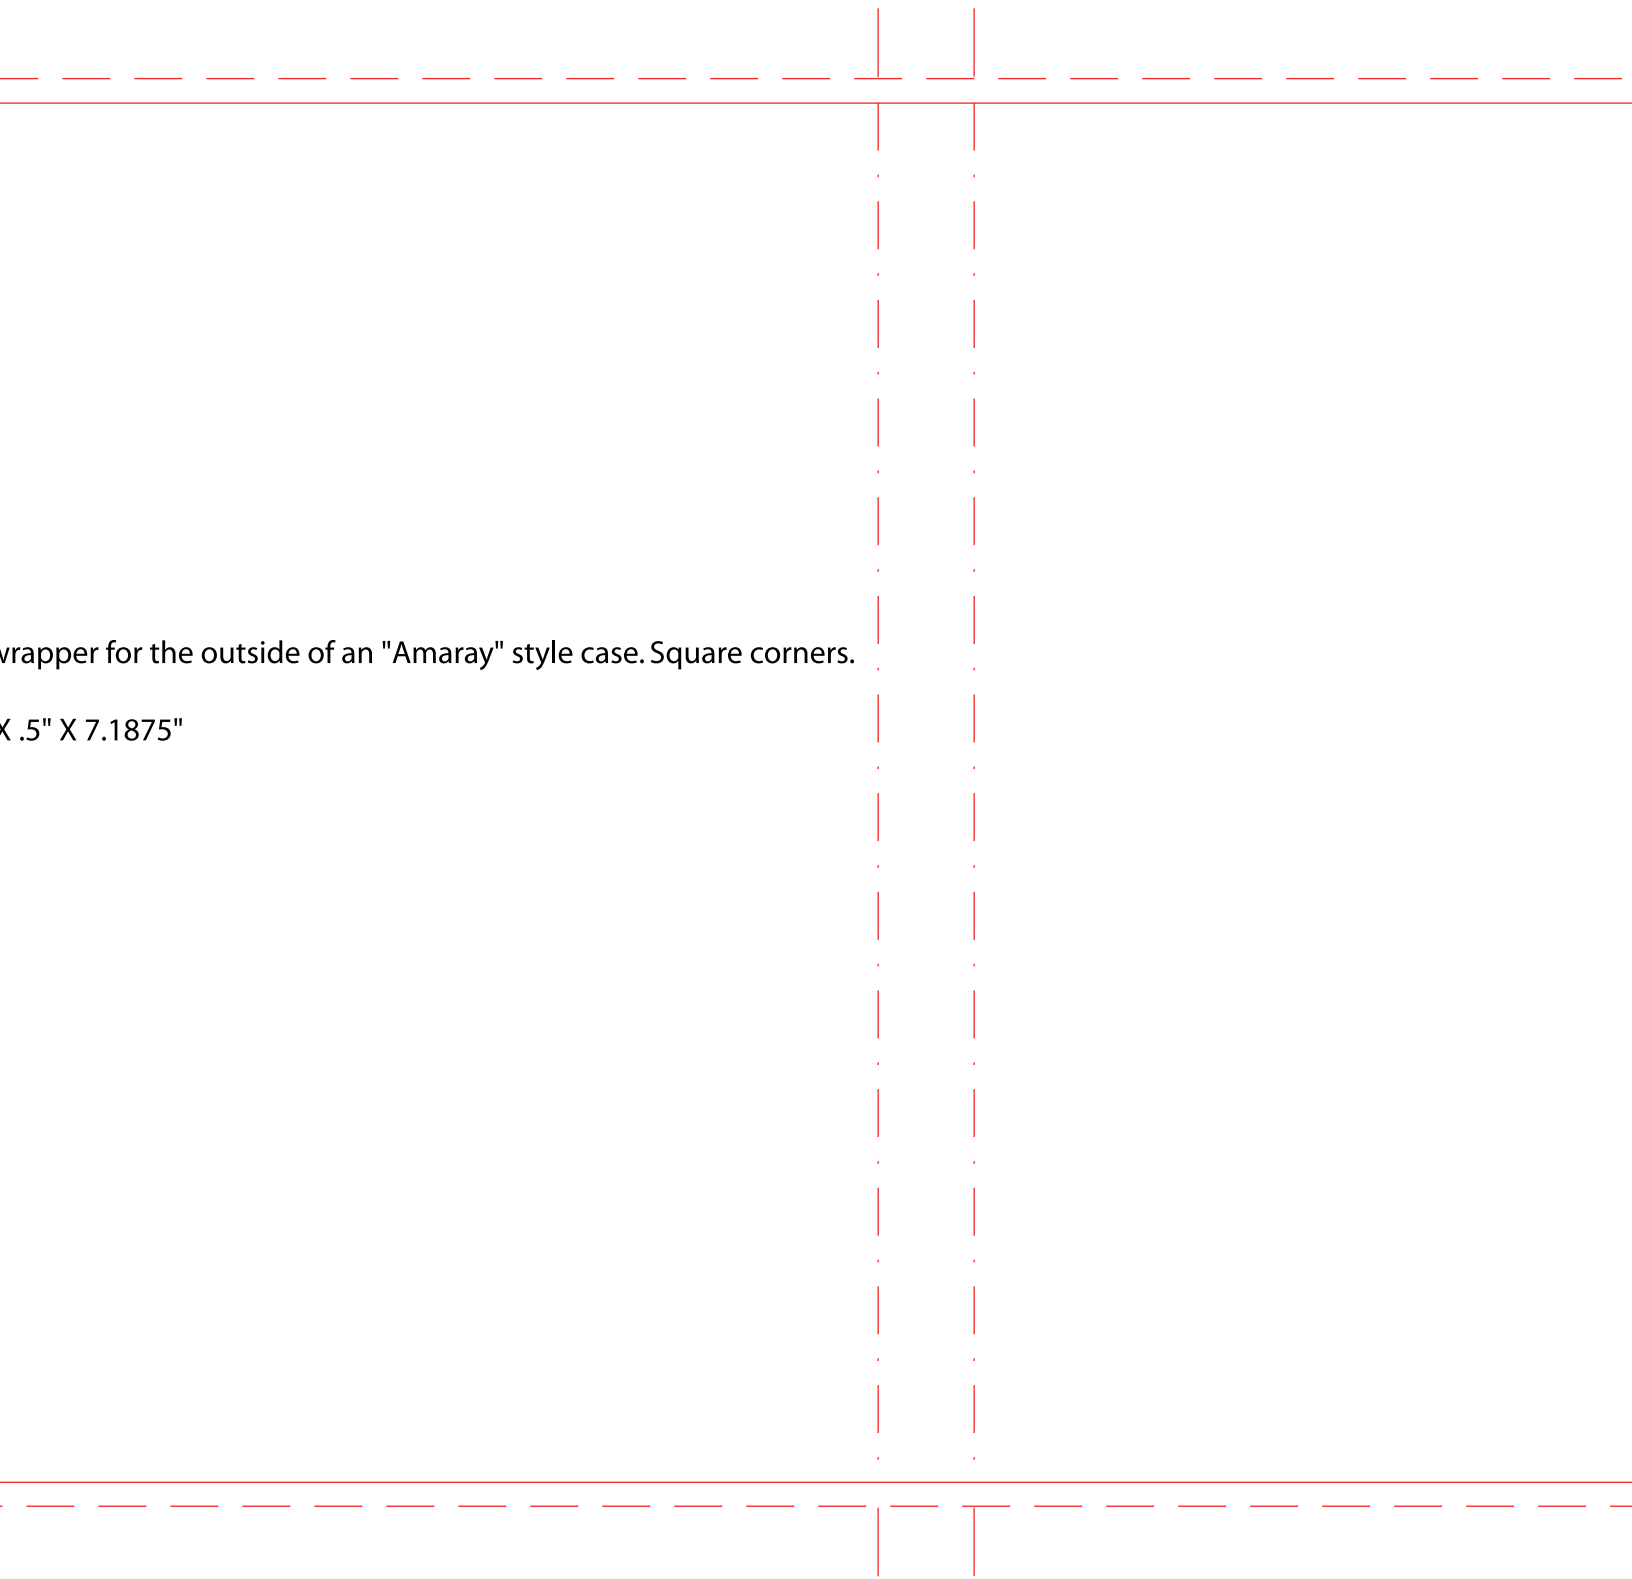 wrapper for the outside of an "Amaray" style case. Square corners.
X .5" X 7.1875"